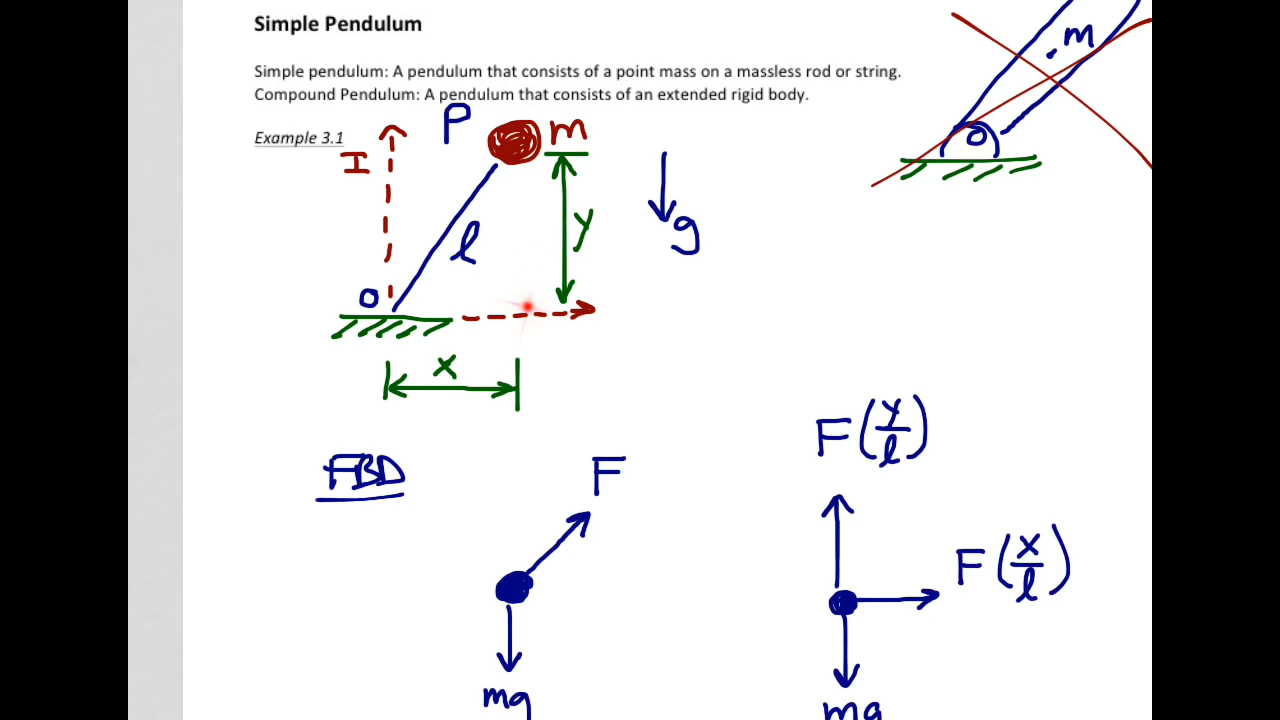 Simple Pendulum
Simple pendulum: A pendulum that consists of a point mass on a massless rod or string.
Compound Pendulum: A pendulum that consists of an extended rigid body.
Example 3.1
I
P
m
l
y
g
O
x
m
O
FBD
F
mg
F(y/l)
F(x/l)
mg